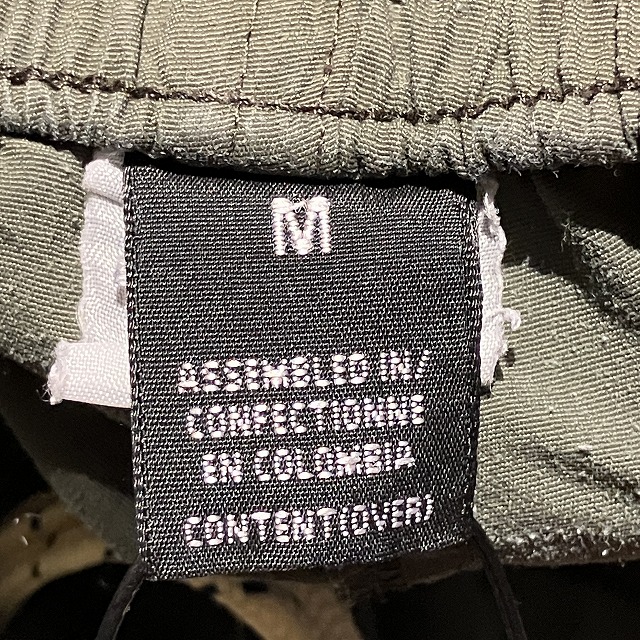 M
ASSEMBLED IN/
CONFECTIONNE
EN COLOMBIA
CONTENT(OVER)